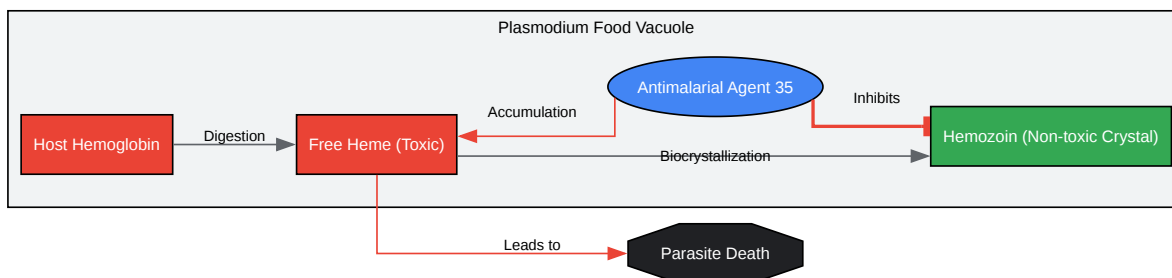 Plasmodium Food Vacuole
Antimalarial Agent 35
Accumulation
Inhibits
Host Hemoglobin
Digestion
Free Heme (Toxic)
Biocrystallization
Hemozoin (Non-toxic Crystal)
Leads to
Parasite Death